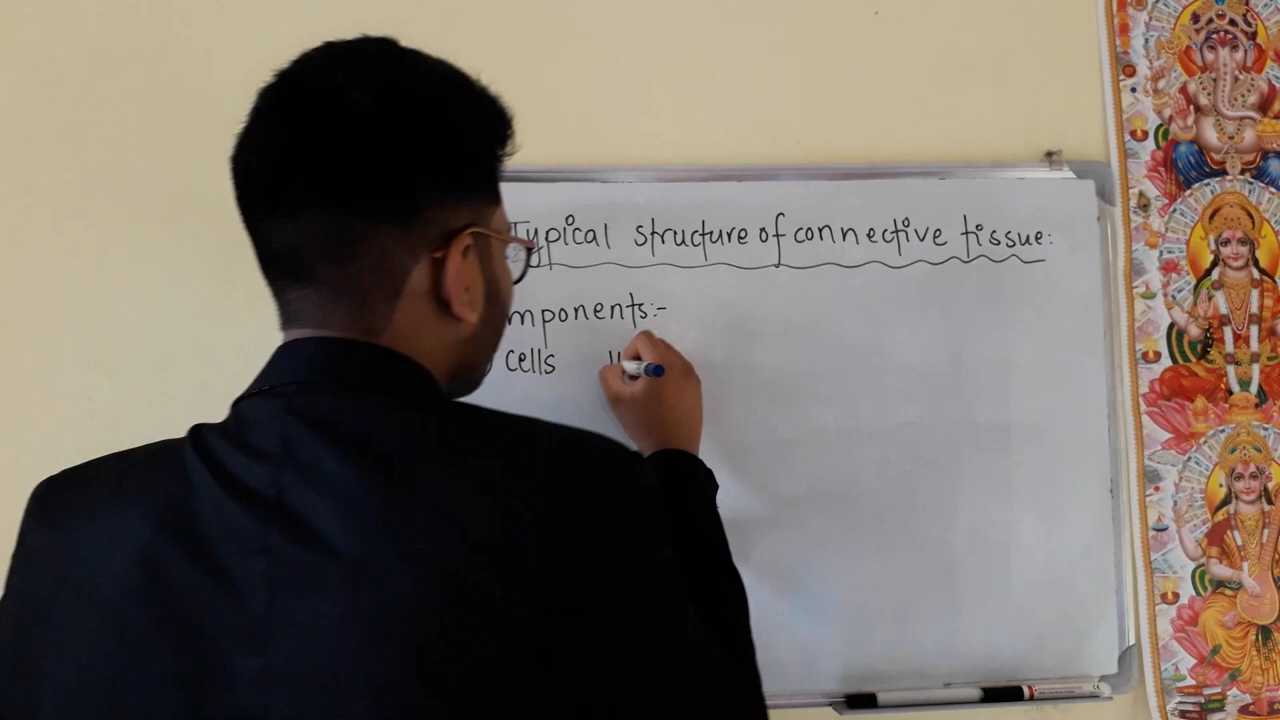 Typical structure of connective tissue:
mponents:-
cells